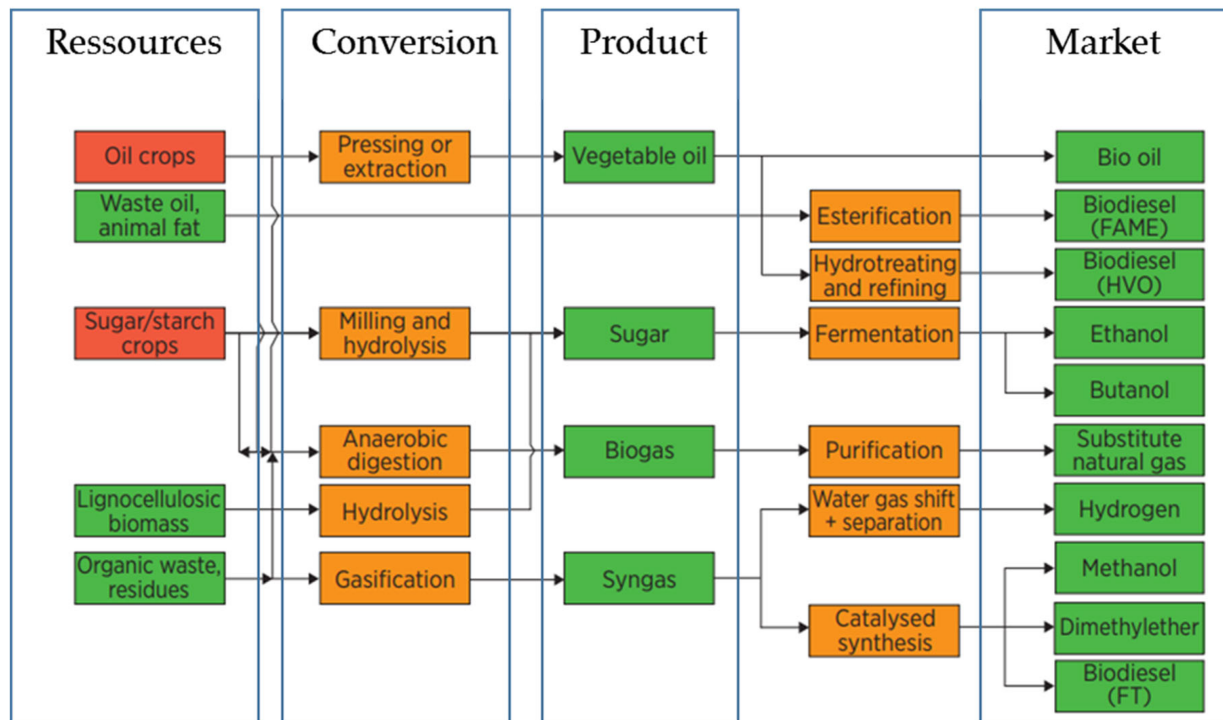 Ressources
Conversion
Product
Market
Oil crops
Pressing or
extraction
Vegetable oil
Bio oil
Waste oil,
animal fat
Esterification
Biodiesel
(FAME)
Hydrotreating
and refining
Biodiesel
(HVO)
Sugar/starch
crops
Milling and
hydrolysis
Sugar
Fermentation
Ethanol
Butanol
Anaerobic
digestion
Biogas
Purification
Substitute
natural gas
Lignocellulosic
biomass
Hydrolysis
Water gas shift
+ separation
Hydrogen
Organic waste,
residues
Gasification
Syngas
Methanol
Catalysed
synthesis
Dimethylether
Biodiesel
(FT)